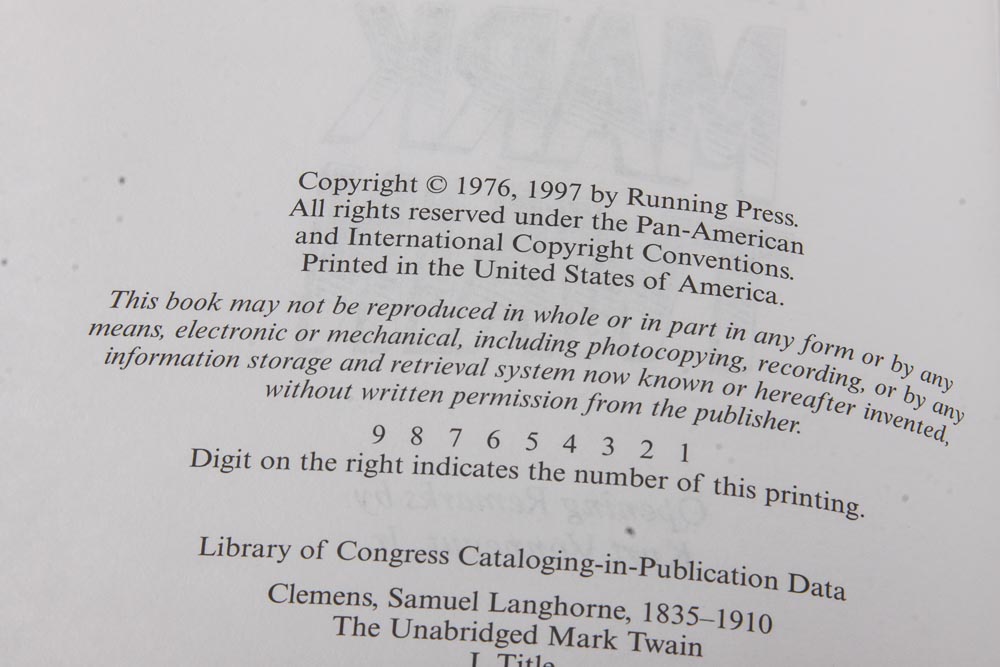 Copyright © 1976, 1997 by Running Press.
All rights reserved under the Pan-American
and International Copyright Conventions.
Printed in the United States of America.
This book may not be reproduced in whole or in part in any form or by any
means, electronic or mechanical, including photocopying, recording, or by any
information storage and retrieval system now known or hereafter invented,
without written permission from the publisher.
9 8 7 6 5 4 3 2 1
Digit on the right indicates the number of this printing.
Library of Congress Cataloging-in-Publication Data
Clemens, Samuel Langhorne, 1835–1910
The Unabridged Mark Twain
I. Title